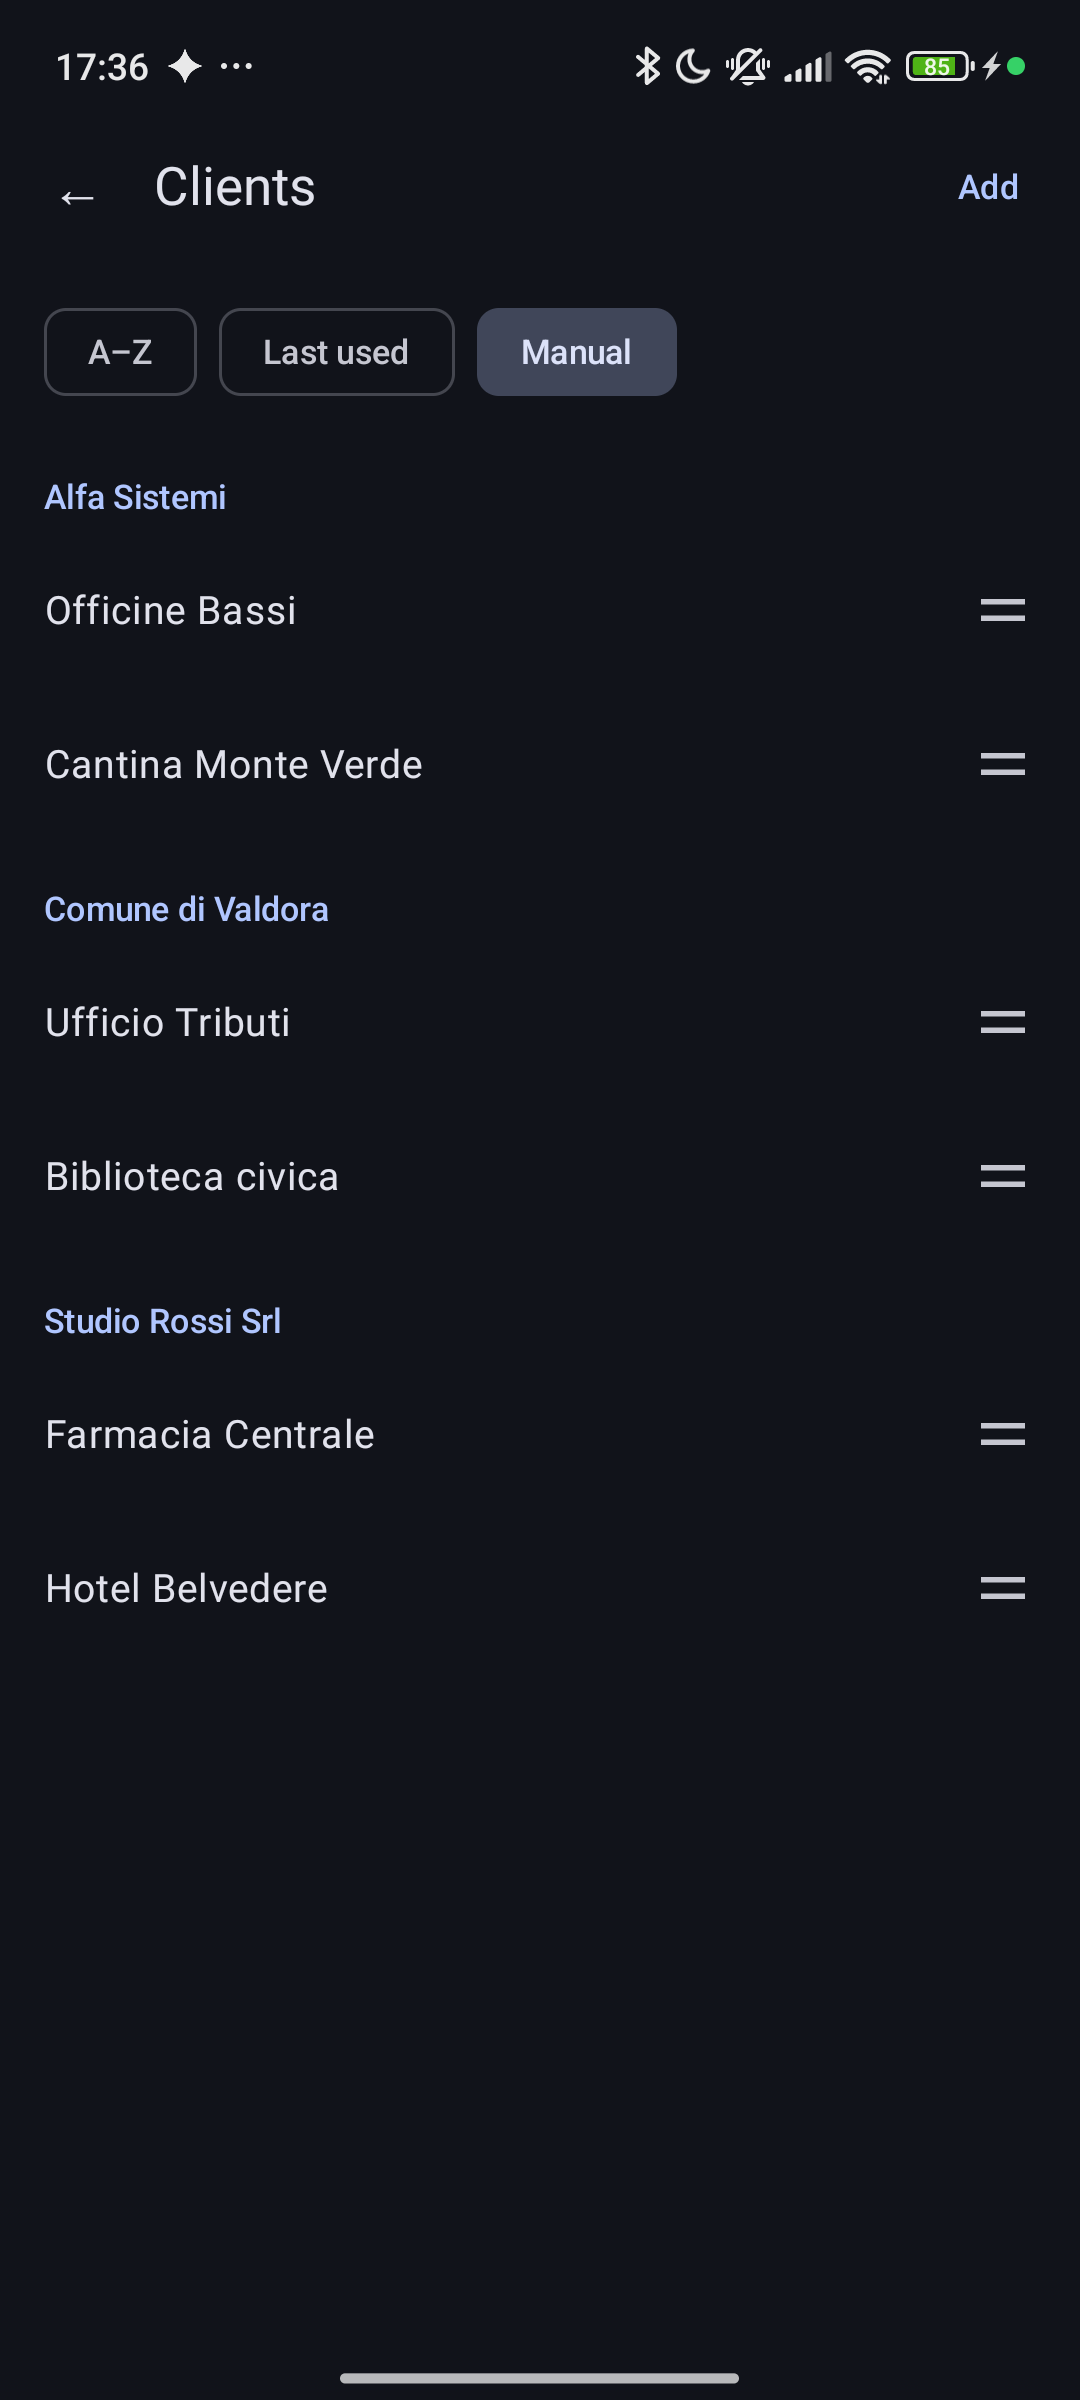 17:36
85
← Clients
Add
A–Z
Last used
Manual
Alfa Sistemi
Officine Bassi
Cantina Monte Verde
Comune di Valdora
Ufficio Tributi
Biblioteca civica
Studio Rossi Srl
Farmacia Centrale
Hotel Belvedere